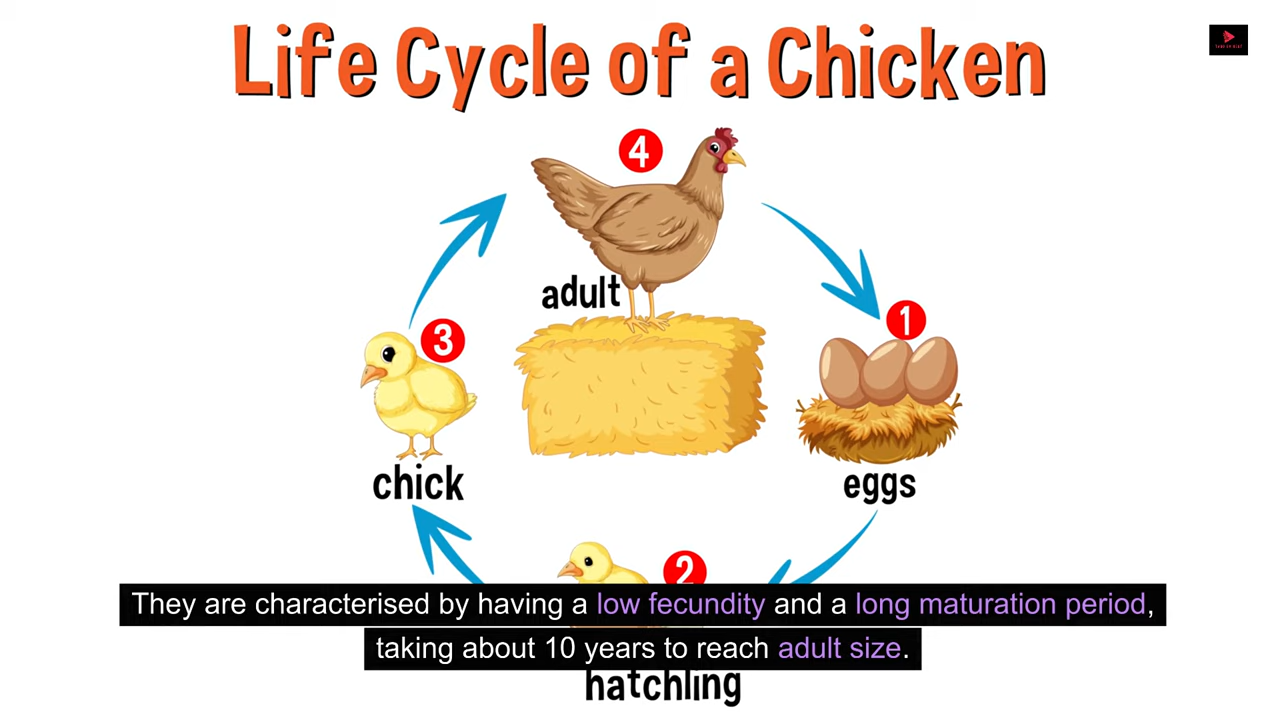 Life Cycle of a Chicken
4
adult
1
3
eggs
chick
2
They are characterised by having a low fecundity and a long maturation period,
taking about 10 years to reach adult size.
hatchling